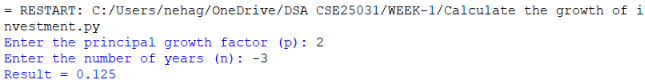 = RESTART: C:/Users/nehag/OneDrive/DSA CSE25031/WEEK-1/Calculate the growth of i
nvestment.py
Enter the principal growth factor (p): 2
Enter the number of years (n): -3
Result = 0.125